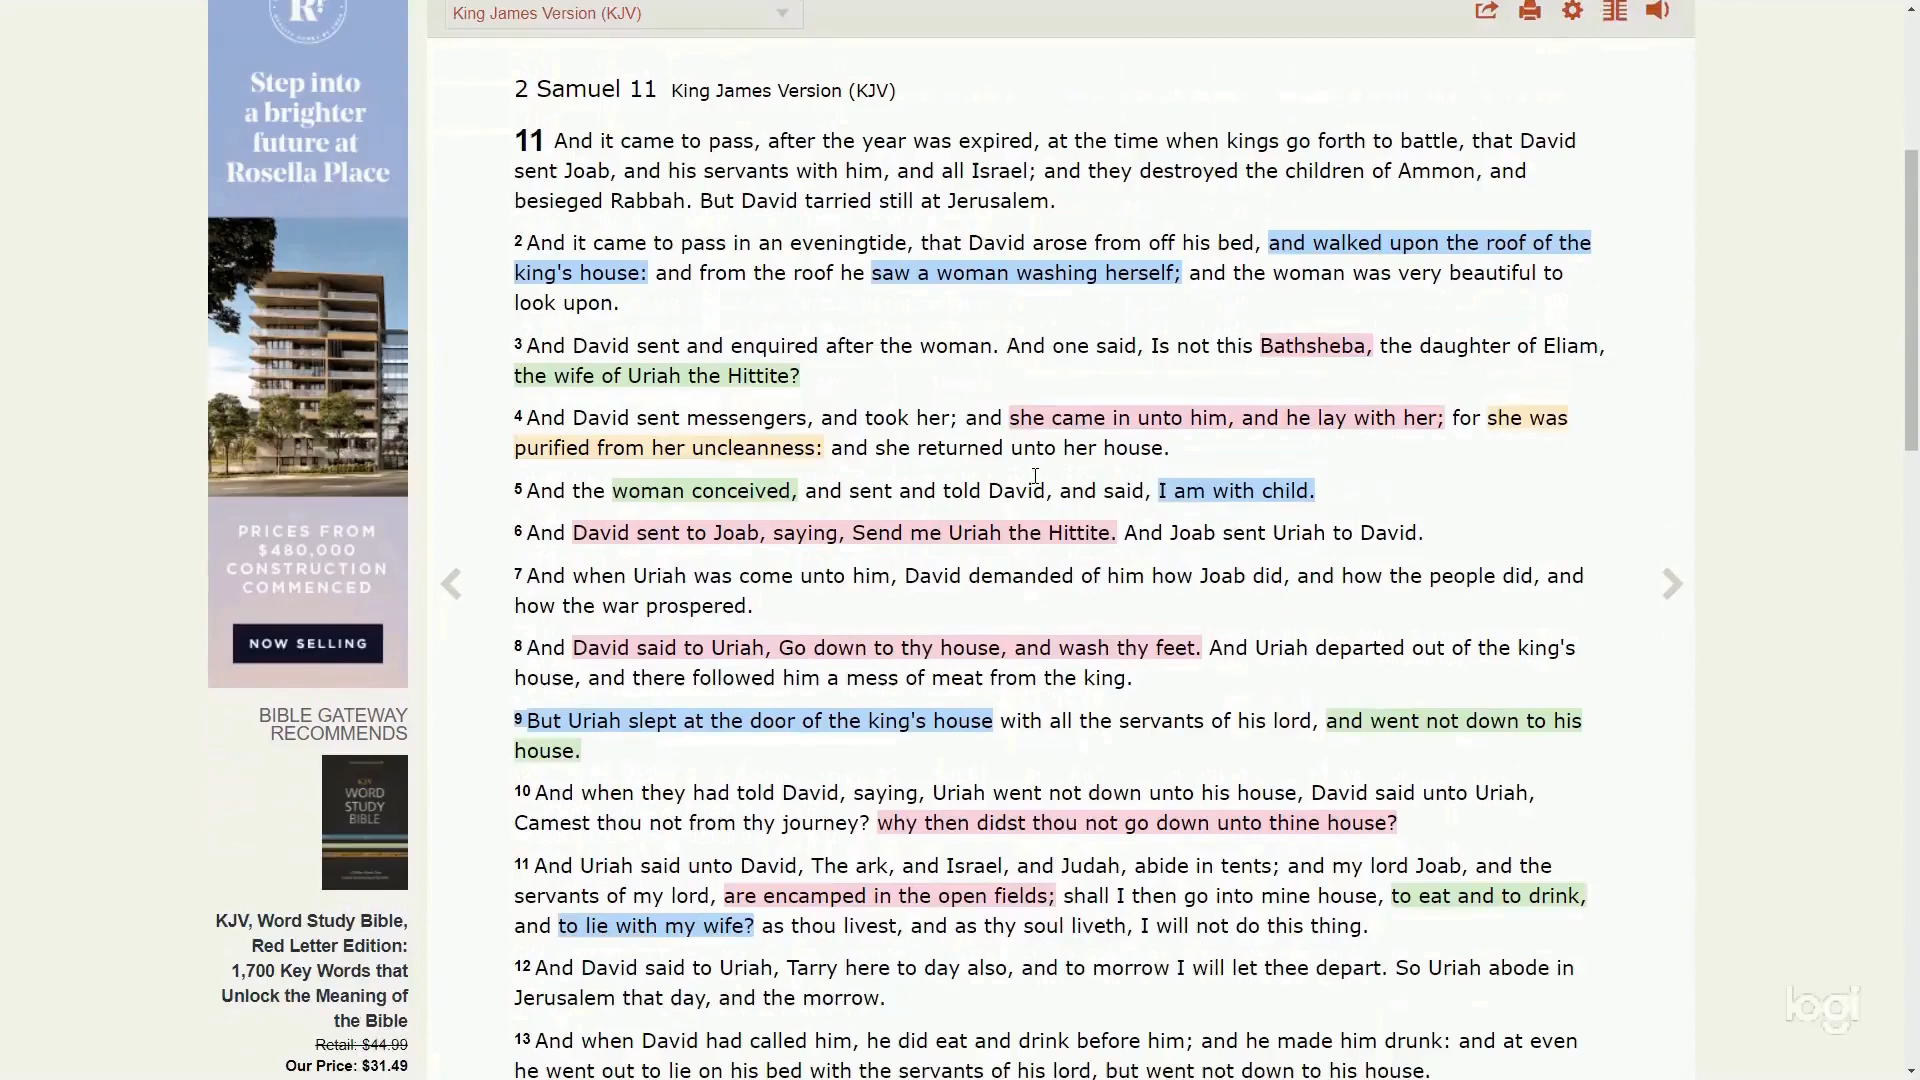 King James Version (KJV)
Step into
a brighter
future at
Rosella Place
PRICES FROM
$480,000
CONSTRUCTION
COMMENCED
NOW SELLING
BIBLE GATEWAY
RECOMMENDS
KJV
WORD
STUDY
BIBLE
KJV, Word Study Bible,
Red Letter Edition:
1,700 Key Words that
Unlock the Meaning of
the Bible
Retail: $44.99
Our Price: $31.49
2 Samuel 11 King James Version (KJV)
11 And it came to pass, after the year was expired, at the time when kings go forth to battle, that David
sent Joab, and his servants with him, and all Israel; and they destroyed the children of Ammon, and
besieged Rabbah. But David tarried still at Jerusalem.
2 And it came to pass in an eveningtide, that David arose from off his bed, and walked upon the roof of the
king's house: and from the roof he saw a woman washing herself; and the woman was very beautiful to
look upon.
3 And David sent and enquired after the woman. And one said, Is not this Bathsheba, the daughter of Eliam,
the wife of Uriah the Hittite?
4 And David sent messengers, and took her; and she came in unto him, and he lay with her; for she was
purified from her uncleanness: and she returned unto her house.
5 And the woman conceived, and sent and told David, and said, I am with child.
6 And David sent to Joab, saying, Send me Uriah the Hittite. And Joab sent Uriah to David.
7 And when Uriah was come unto him, David demanded of him how Joab did, and how the people did, and
how the war prospered.
8 And David said to Uriah, Go down to thy house, and wash thy feet. And Uriah departed out of the king's
house, and there followed him a mess of meat from the king.
9 But Uriah slept at the door of the king's house with all the servants of his lord, and went not down to his
house.
10 And when they had told David, saying, Uriah went not down unto his house, David said unto Uriah,
Camest thou not from thy journey? why then didst thou not go down unto thine house?
11 And Uriah said unto David, The ark, and Israel, and Judah, abide in tents; and my lord Joab, and the
servants of my lord, are encamped in the open fields; shall I then go into mine house, to eat and to drink,
and to lie with my wife? as thou livest, and as thy soul liveth, I will not do this thing.
12 And David said to Uriah, Tarry here to day also, and to morrow I will let thee depart. So Uriah abode in
Jerusalem that day, and the morrow.
13 And when David had called him, he did eat and drink before him; and he made him drunk: and at even
he went out to lie on his bed with the servants of his lord, but went not down to his house.
logi